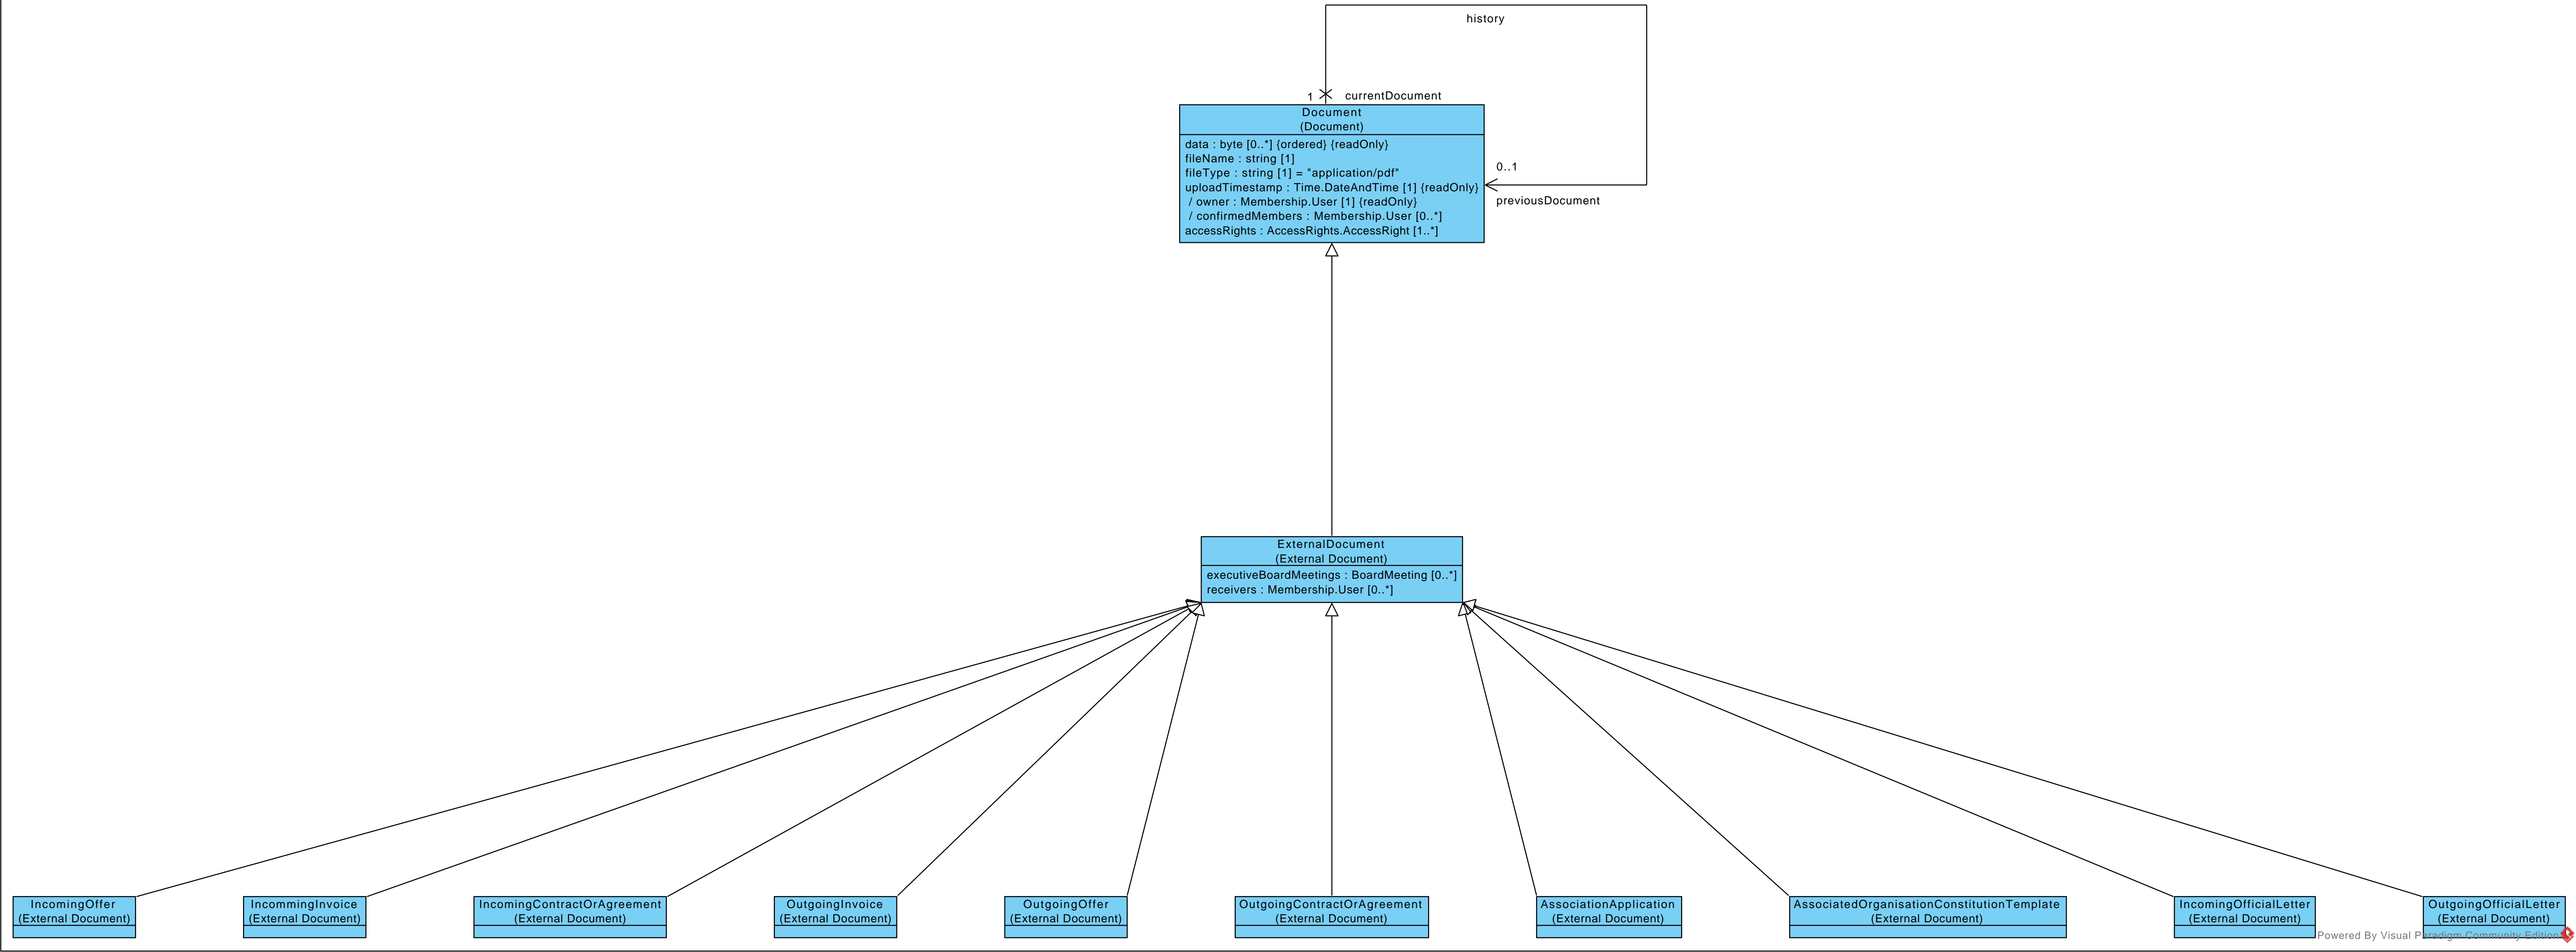 history
1
currentDocument
Document
(Document)
data : byte [0..*] {ordered} {readOnly}
fileName : string [1]
fileType : string [1] = "application/pdf"
uploadTimestamp : Time.DateAndTime [1] {readOnly}
/ owner : Membership.User [1] {readOnly}
/ confirmedMembers : Membership.User [0..*]
accessRights : AccessRights.AccessRight [1..*]
0..1
previousDocument
ExternalDocument
(External Document)
executiveBoardMeetings : BoardMeeting [0..*]
receivers : Membership.User [0..*]
IncomingOffer
(External Document)
IncommingInvoice
(External Document)
IncomingContractOrAgreement
(External Document)
OutgoingInvoice
(External Document)
OutgoingOffer
(External Document)
OutgoingContractOrAgreement
(External Document)
AssociationApplication
(External Document)
AssociatedOrganisationConstitutionTemplate
(External Document)
IncomingOfficialLetter
(External Document)
OutgoingOfficialLetter
(External Document)
Powered By Visual Paradigm Community Edition